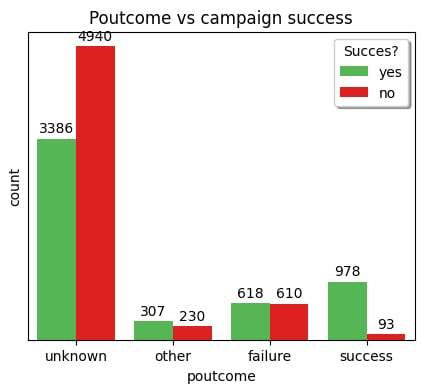 Poutcome vs campaign success
Succes?
yes
no
4940
3386
307
230
618
610
978
93
count
unknown other failure success
poutcome